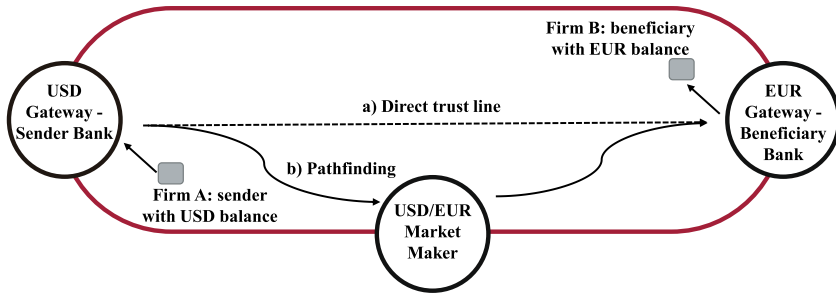 Firm B: beneficiary
with EUR balance
USD
Gateway -
Sender Bank
EUR
Gateway -
Beneficiary
Bank
a) Direct trust line
b) Pathfinding
Firm A: sender
with USD balance
USD/EUR
Market
Maker